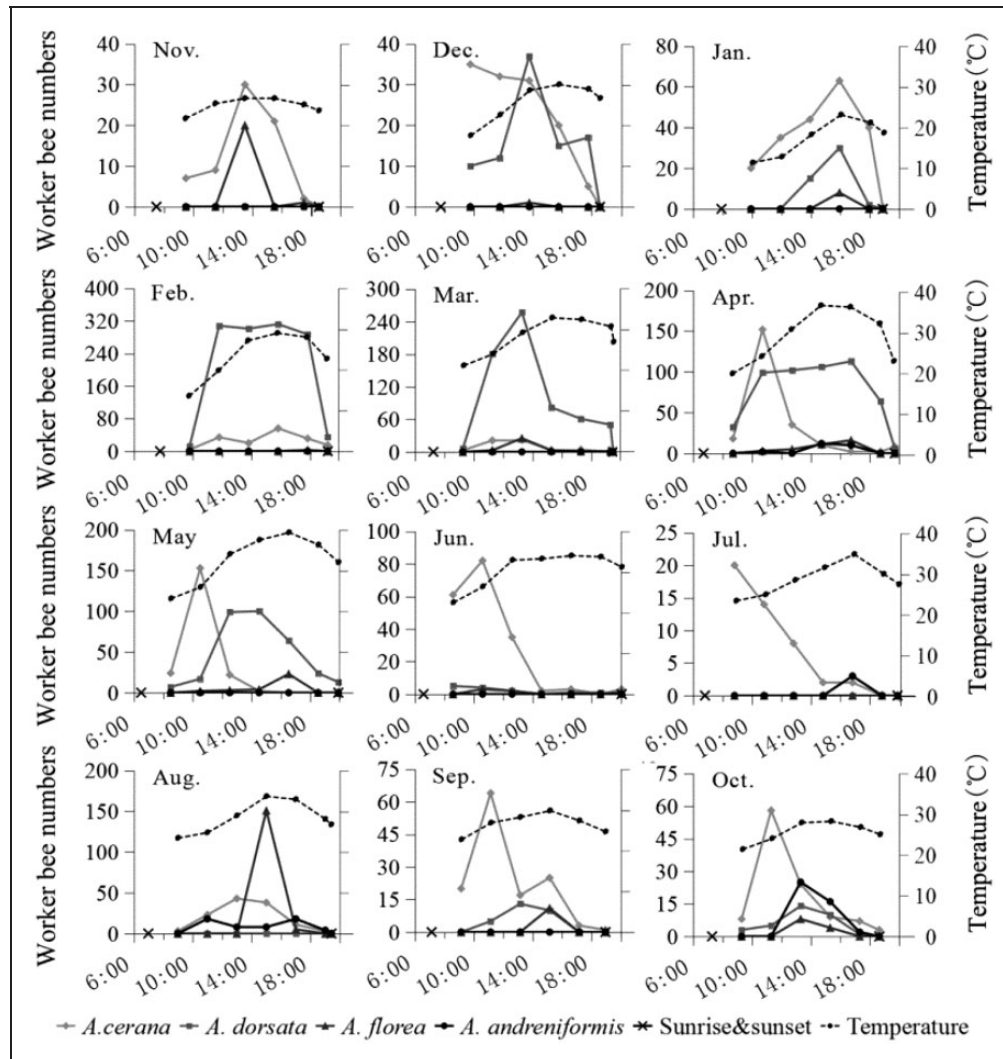 Worker bee numbers
Temperature (℃)
Nov.
40
30
20
10
0
6:00 10:00 14:00 18:00
Dec.
40
30
20
10
0
6:00 10:00 14:00 18:00
Jan.
80
60
40
20
0
40
30
20
10
0
6:00 10:00 14:00 18:00
Worker bee numbers
Temperature (℃)
Feb.
400
320
240
160
80
0
6:00 10:00 14:00 18:00
Mar.
300
240
180
120
60
0
6:00 10:00 14:00 18:00
Apr.
200
150
100
50
0
40
30
20
10
0
6:00 10:00 14:00 18:00
Worker bee numbers
Temperature (℃)
May
200
150
100
50
0
6:00 10:00 14:00 18:00
Jun.
100
80
60
40
20
0
6:00 10:00 14:00 18:00
Jul.
25
20
15
10
5
0
40
30
20
10
0
6:00 10:00 14:00 18:00
Worker bee numbers
Temperature (℃)
Aug.
200
150
100
50
0
6:00 10:00 14:00 18:00
Sep.
75
60
45
30
15
0
6:00 10:00 14:00 18:00
Oct.
75
60
45
30
15
0
40
30
20
10
0
6:00 10:00 14:00 18:00
A.cerana A. dorsata A. florea A. andreniformis Sunrise&sunset Temperature